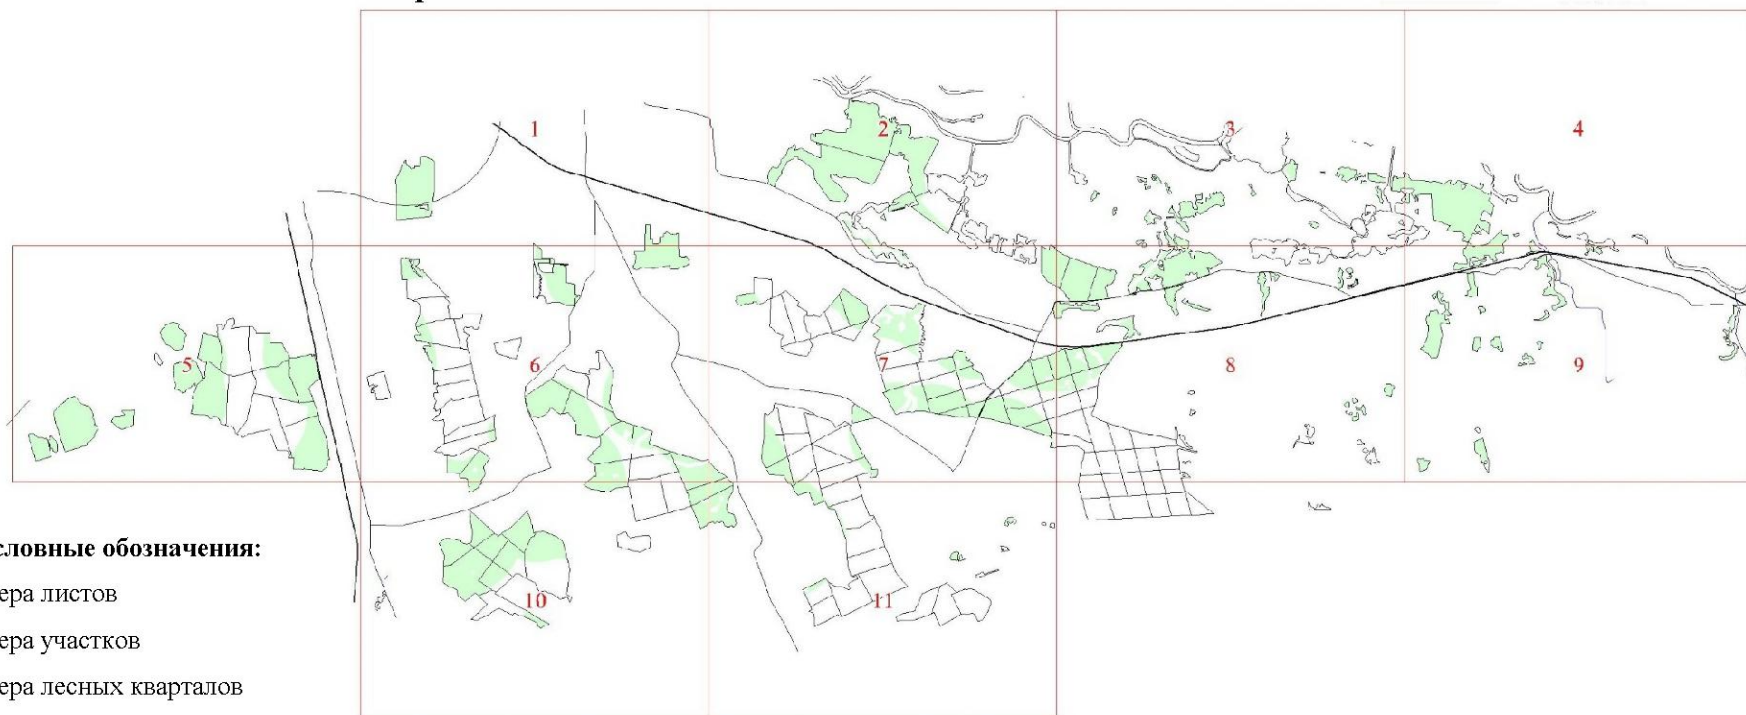 1
2
3
4
5
6
7
8
9
словные обозначения:
ера листов
ера участков
ера лесных кварталов
10
11